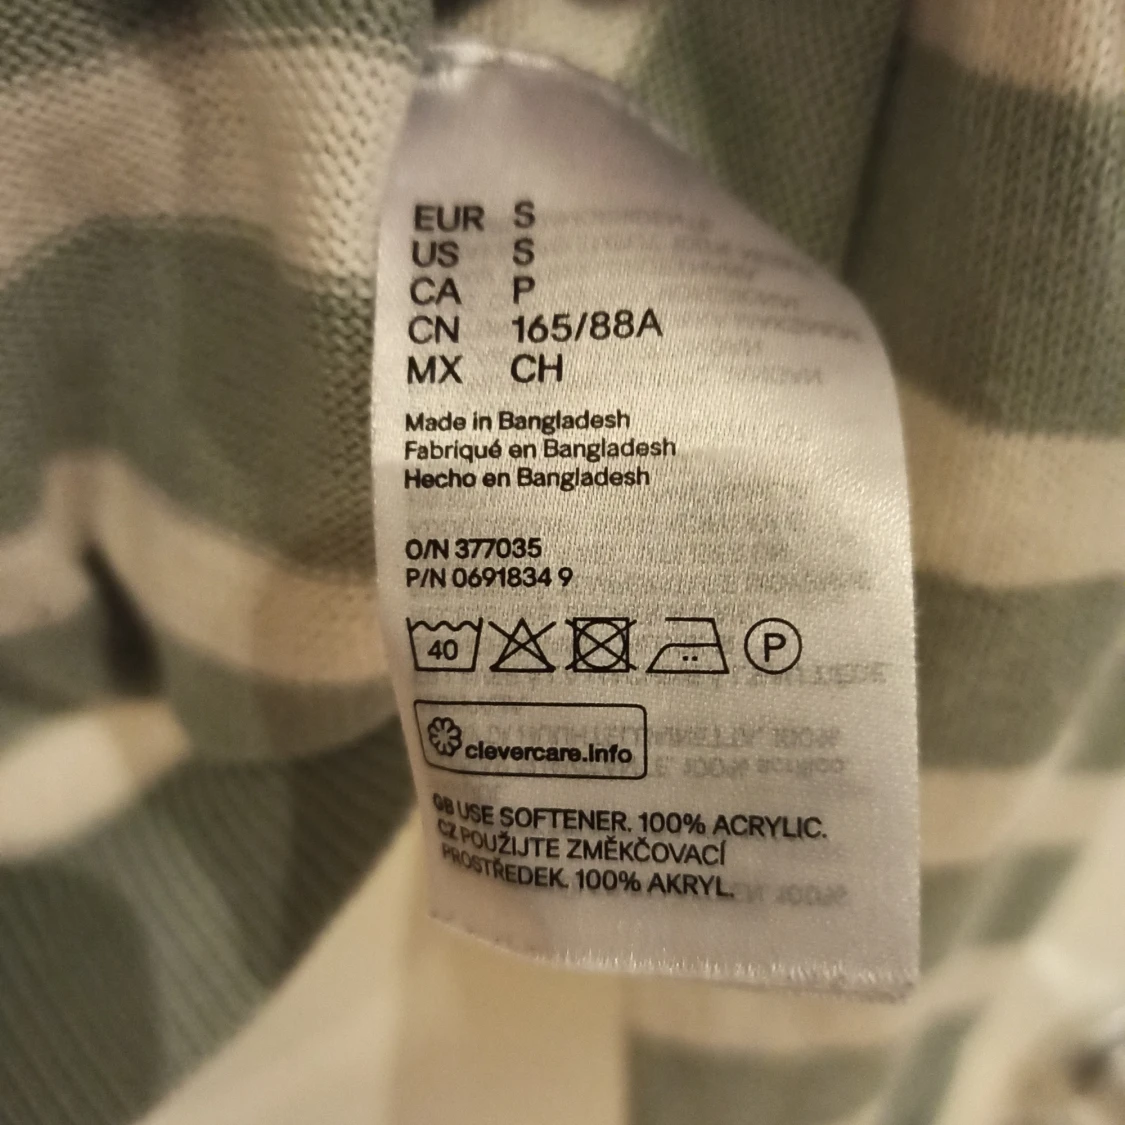 EUR S
US S
CA P
CN 165/88A
MX CH
Made in Bangladesh
Fabriqué en Bangladesh
Hecho en Bangladesh
O/N 377035
P/N 0691834 9
40
P
clevercare.info
GB USE SOFTENER. 100% ACRYLIC.
CZ POUŽIJTE ZMĚKČOVACÍ
PROSTŘEDEK. 100% AKRYL.